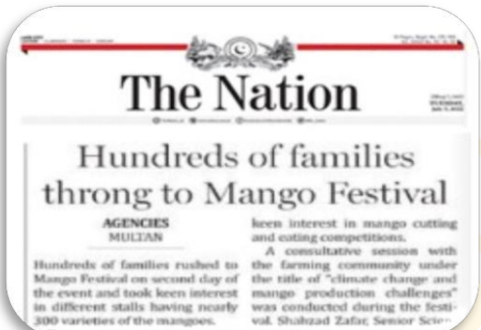 The Nation
Hundreds of families
throng to Mango Festival
AGENCIES
MULTAN
Hundreds of families rushed to
Mango Festival on second day of
the event and took keen interest
in different stalls having nearly
300 varieties of the mangoes.
keen interest in mango cutting
and eating competitions.
A consultative session with
the farming community under
the title of "climate change and
mango production challenges"
was conducted during the festi-
val. Shahzad Zafar, Senior Scien-